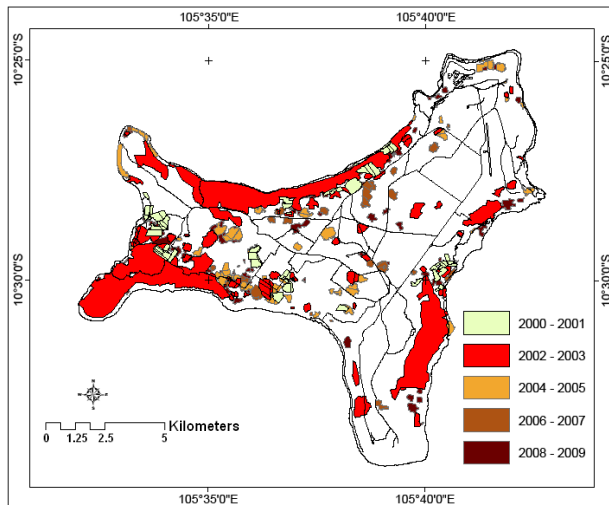 105°35'0"E 105°40'0"E
10°25'0"S 10°25'0"S
10°30'0"S 10°30'0"S
2000 - 2001
2002 - 2003
2004 - 2005
2006 - 2007
2008 - 2009
Kilometers
0 1.25 2.5 5
105°35'0"E 105°40'0"E